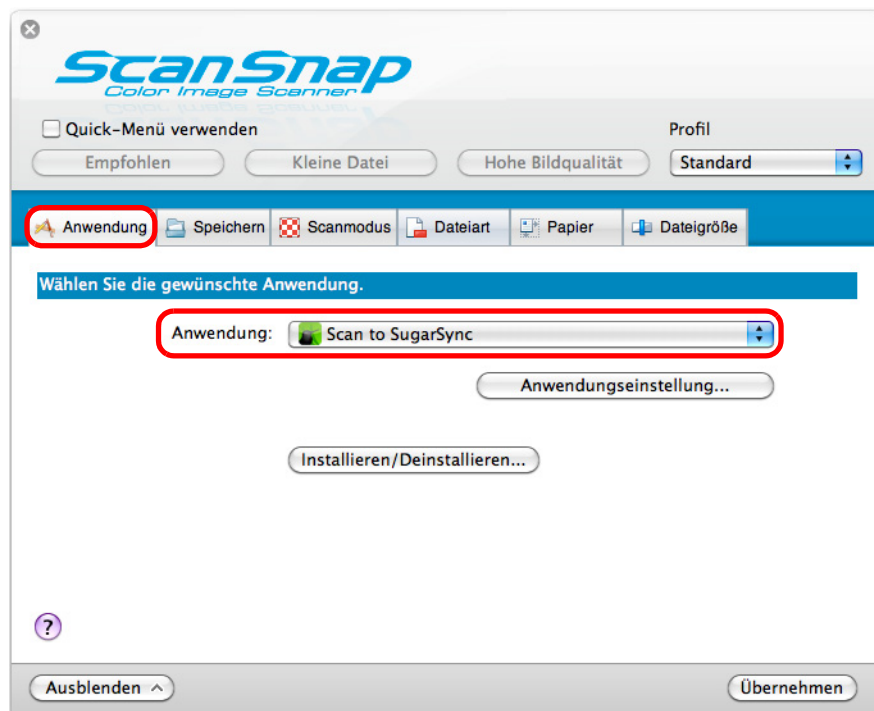 ScanSnap
Color Image Scanner
Quick-Menü verwenden
Profil
Empfohlen
Kleine Datei
Hohe Bildqualität
Standard
Anwendung
Speichern
Scanmodus
Dateiart
Papier
Dateigröße
Wählen Sie die gewünschte Anwendung.
Anwendung:
Scan to SugarSync
Anwendungseinstellung...
Installieren/Deinstallieren...
?
Ausblenden
Übernehmen